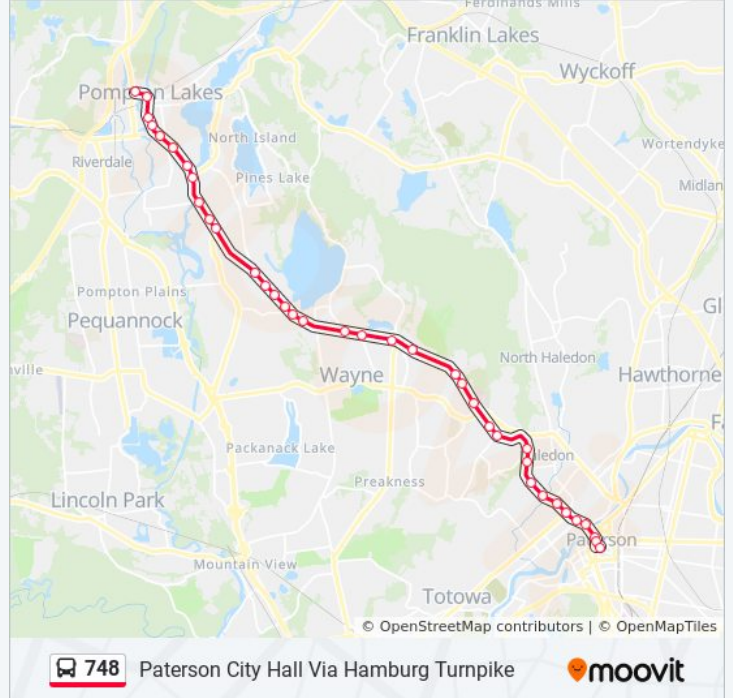 Ferdinands Mills
Franklin Lakes
Wyckoff
Pompton Lakes
North Island
Wortendyke
Riverdale
Pines Lake
Midlan
Pompton Plains
Gl
Pequannock
North Haledon
ville
Wayne
Hawthorne
Fa
Packanack Lake
Haledon
Preakness
Lincoln Park
Paterson
Mountain View
Totowa
© OpenStreetMap contributors | © OpenMapTiles
748 Paterson City Hall Via Hamburg Turnpike moovit